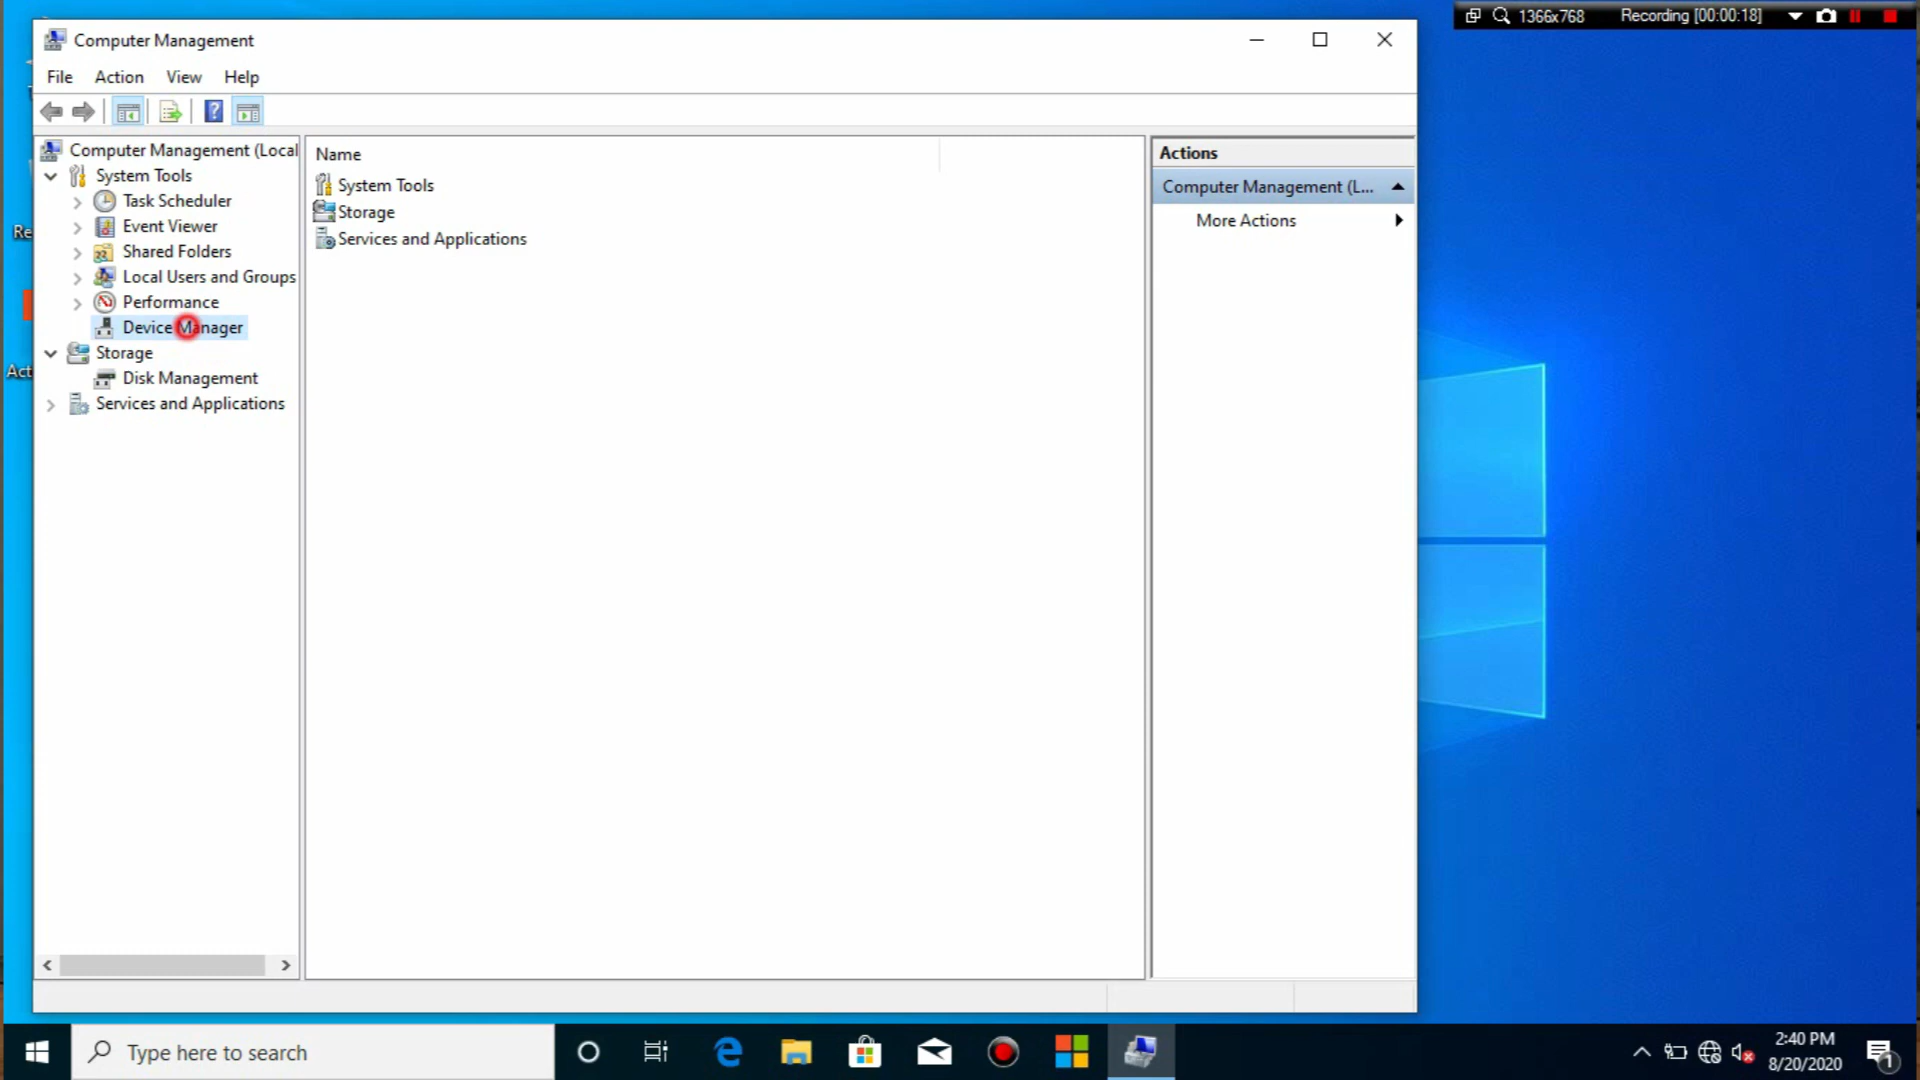 1366x768 Recording [00:00:18]
Computer Management
File Action View Help
Computer Management (Local
System Tools
Task Scheduler
Event Viewer
Shared Folders
Local Users and Groups
Performance
Device Manager
Storage
Disk Management
Services and Applications
Name
System Tools
Storage
Services and Applications
Actions
Computer Management (L...
More Actions
Re
Act
Type here to search
2:40 PM
8/20/2020
1